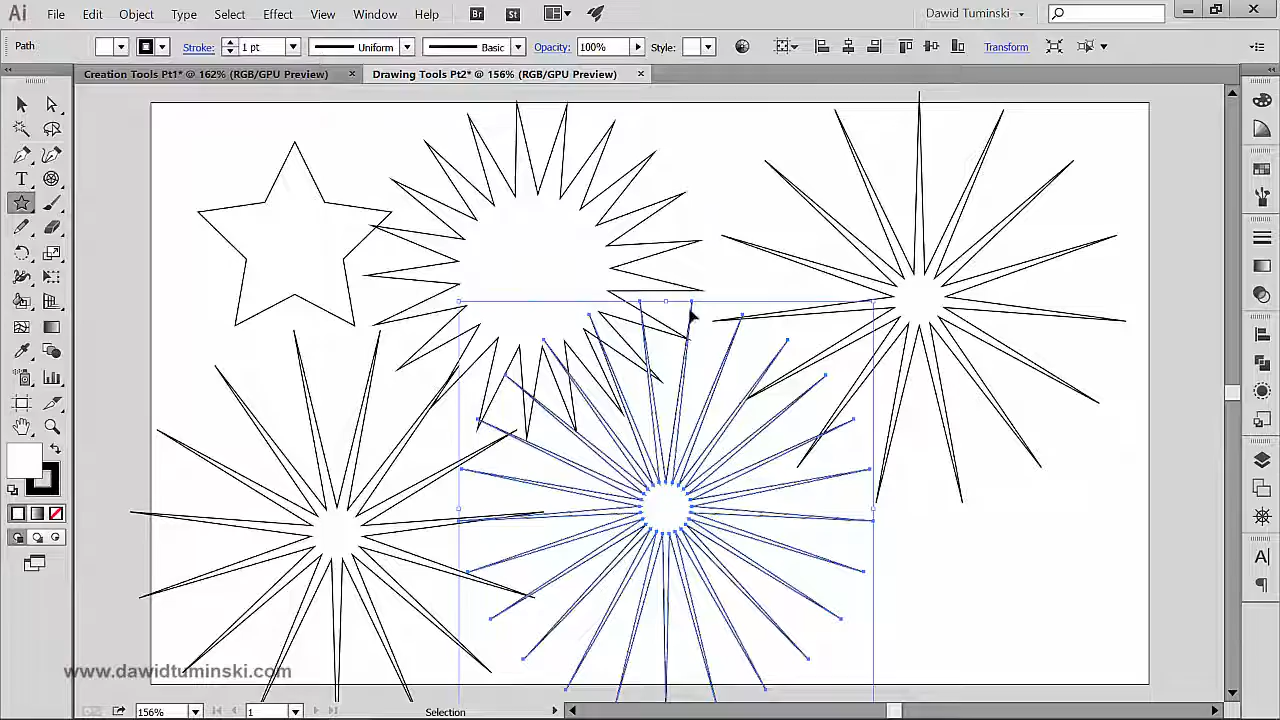 Ai File Edit Object Type Select Effect View Window Help Br St Dawid Tuminski
Path Stroke: 1 pt Uniform Basic Opacity: 100% Style: Transform
Creation Tools Pt1* @ 162% (RGB/GPU Preview) Drawing Tools Pt2* @ 156% (RGB/GPU Preview)
T
A
www.dawidtuminski.com
156% 1 Selection